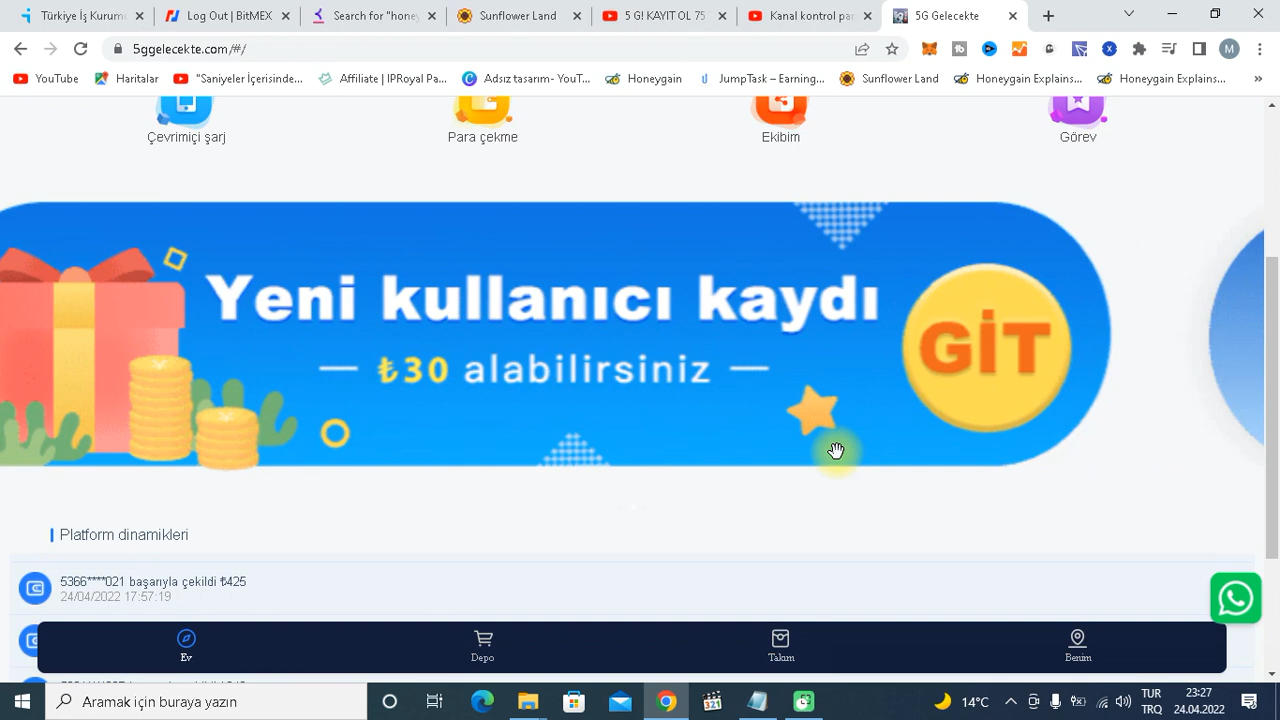 Türkiye İş Kurumu
Log Out | BitMEX
Search for "honey
Sunflower Land
5 G! KAYIT OL 75
Kanal kontrol pan
5G Gelecekte
5ggelecekte.com/#/
M
YouTube
Haritalar
"Saniyeler İçerisinde...
Affiliate | IPRoyal Pa...
Adsız tasarım- YouT...
Honeygain
JumpTask – Earning...
Sunflower Land
Honeygain Explains...
Honeygain Explains...
Çevrimiçi şarj
Para çekme
Ekibim
Görev
Yeni kullanıcı kaydı
₺30 alabilirsiniz
GİT
Platform dinamikleri
5366****021 başarıyla çekildi ₺425
24/04/2022 17:57:19
Ev
Depo
Takım
Benim
Aramak için buraya yazın
14°C
TUR
TRQ
23:27
24.04.2022